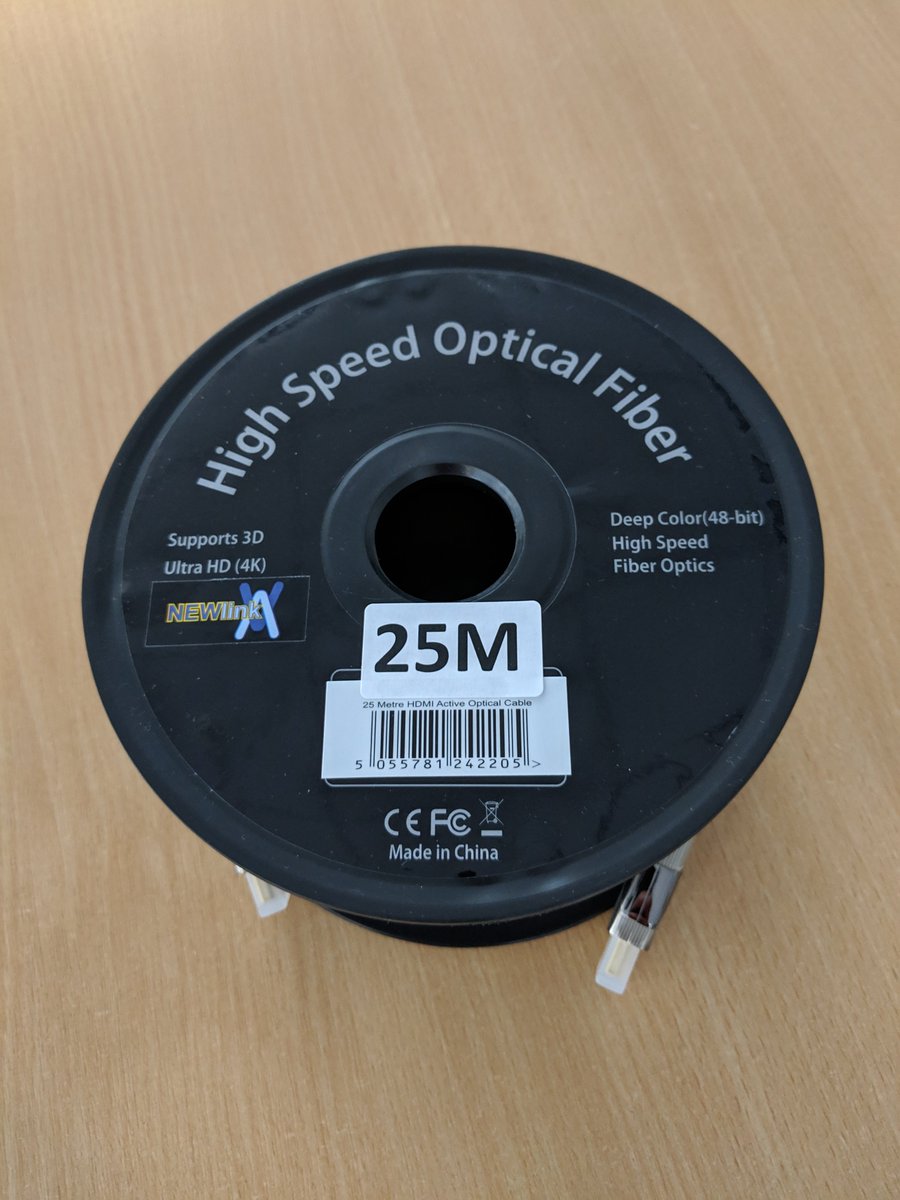 High Speed Optical Fiber
Supports 3D
Ultra HD (4K)
NEWlink
Deep Color(48-bit)
High Speed
Fiber Optics
25M
25 Metre HDMI Active Optical Cable
5 055781 242205 >
CE FC
Made in China